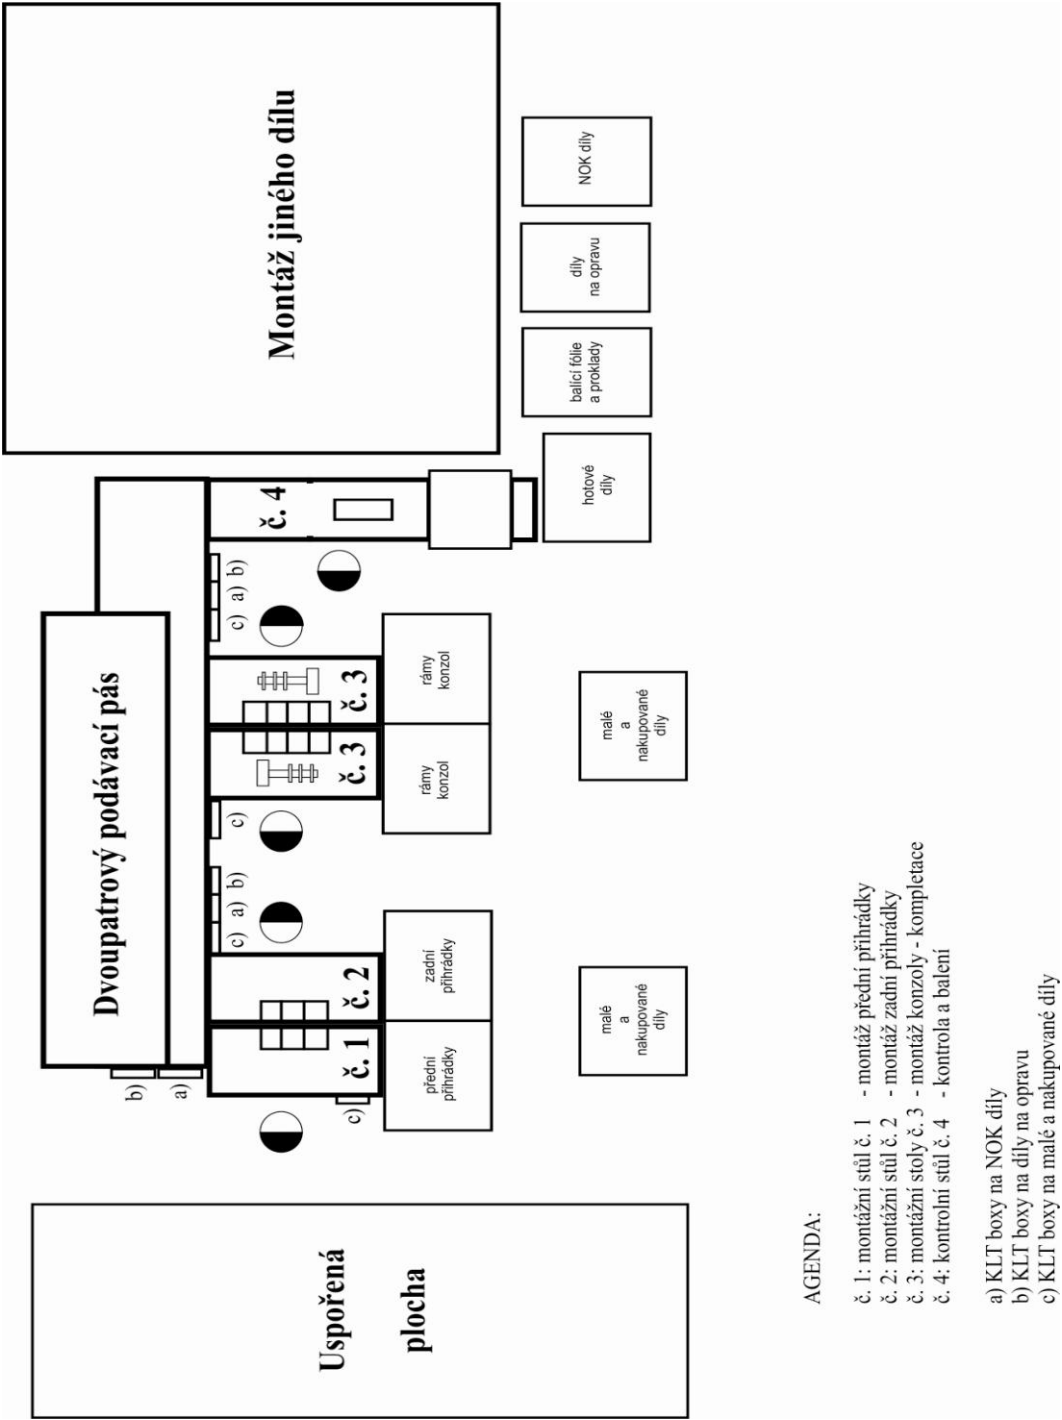 Uspořená
plocha
Dvoupatrový podávací pás
Montáž jiného dílu
b)
a)
c)
č. 1
č. 2
c) a) b)
c)
č. 3
č. 3
c) a) b)
č. 4
přední
přihrádky
zadní
přihrádky
rámy
konzol
rámy
konzol
hotové
díly
balící fólie
a proklady
díly
na opravu
NOK díly
malé
a
nakupované
díly
malé
a
nakupované
díly
AGENDA:
č. 1: montážní stůl č. 1 - montáž přední přihrádky
č. 2: montážní stůl č. 2 - montáž zadní přihrádky
č. 3: montážní stoly č. 3 - montáž konzoly - kompletace
č. 4: kontrolní stůl č. 4 - kontrola a balení
a) KLT boxy na NOK díly
b) KLT boxy na díly na opravu
c) KLT boxy na malé a nakupované díly